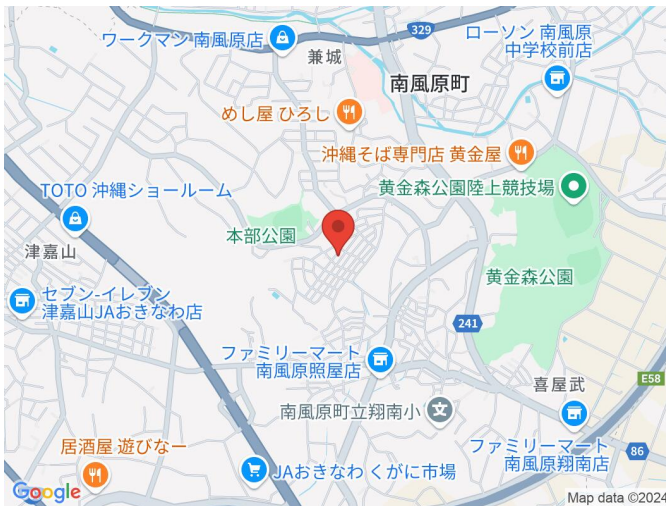 ワークマン 南風原店
兼城
329
ローソン 南風原
中学校前店
南風原町
めし屋 ひろし
沖縄そば専門店 黄金屋
黄金森公園陸上競技場
TOTO 沖縄ショールーム
本部公園
津嘉山
黄金森公園
セブン-イレブン
津嘉山JAおきなわ店
241
ファミリーマート
南風原照屋店
喜屋武
E58
南風原町立翔南小
文
ファミリーマート
南風原翔南店
居酒屋 遊びなー
JAおきなわ くがに市場
86
Google
Map data ©2024